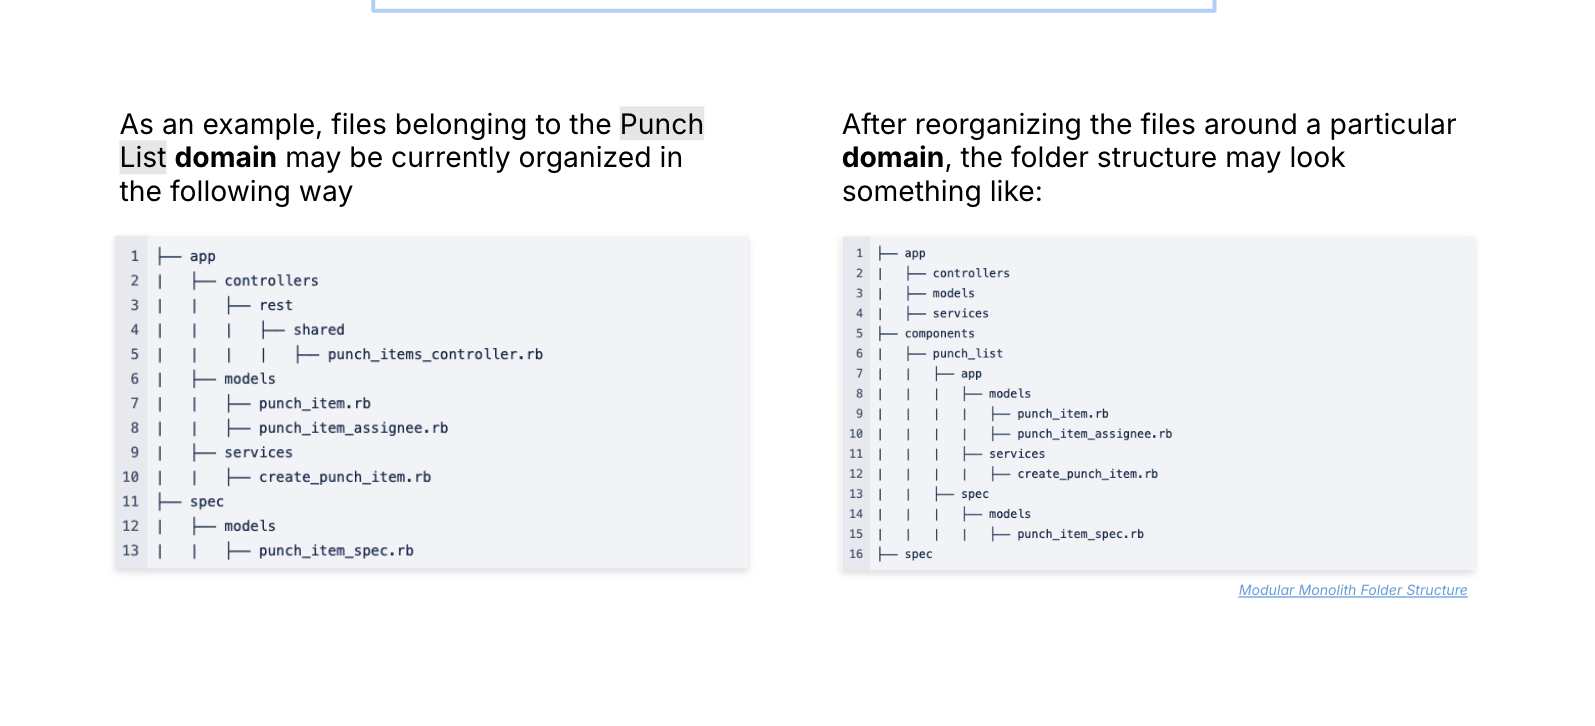 As an example, files belonging to the Punch
List domain may be currently organized in
the following way
1 ├── app
2 |   ├── controllers
3 |   |   ├── rest
4 |   |   |   ├── shared
5 |   |   |   |   ├── punch_items_controller.rb
6 |   ├── models
7 |   |   ├── punch_item.rb
8 |   |   ├── punch_item_assignee.rb
9 |   ├── services
10 |   |   ├── create_punch_item.rb
11 ├── spec
12 |   ├── models
13 |   |   ├── punch_item_spec.rb
After reorganizing the files around a particular
domain, the folder structure may look
something like:
1 ├── app
2 |   ├── controllers
3 |   ├── models
4 |   ├── services
5 ├── components
6 |   ├── punch_list
7 |   |   ├── app
8 |   |   |   ├── models
9 |   |   |   |   ├── punch_item.rb
10 |   |   |   |   ├── punch_item_assignee.rb
11 |   |   |   ├── services
12 |   |   |   |   ├── create_punch_item.rb
13 |   |   ├── spec
14 |   |   |   ├── models
15 |   |   |   |   ├── punch_item_spec.rb
16 ├── spec
Modular Monolith Folder Structure